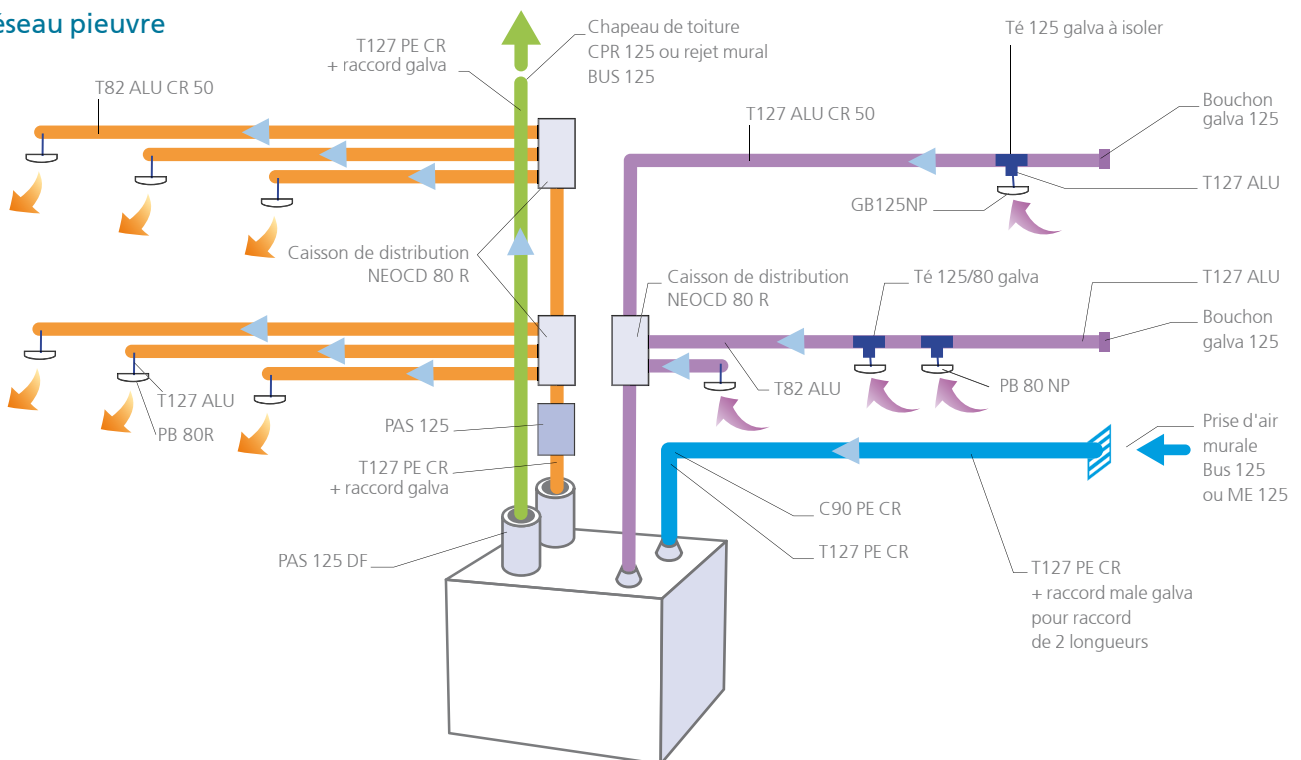 éseau pieuvre
T127 PE CR
+ raccord galva
Chapeau de toiture
CPR 125 ou rejet mural
BUS 125
Té 125 galva à isoler
T82 ALU CR 50
T127 ALU CR 50
Bouchon
galva 125
T127 ALU
GB125NP
Caisson de distribution
NEOCD 80 R
Caisson de distribution
NEOCD 80 R
Té 125/80 galva
T127 ALU
Bouchon
galva 125
T127 ALU
PB 80R
PAS 125
T82 ALU
PB 80 NP
T127 PE CR
+ raccord galva
Prise d'air
murale
Bus 125
ou ME 125
C90 PE CR
T127 PE CR
PAS 125 DF
T127 PE CR
+ raccord male galva
pour raccord
de 2 longueurs